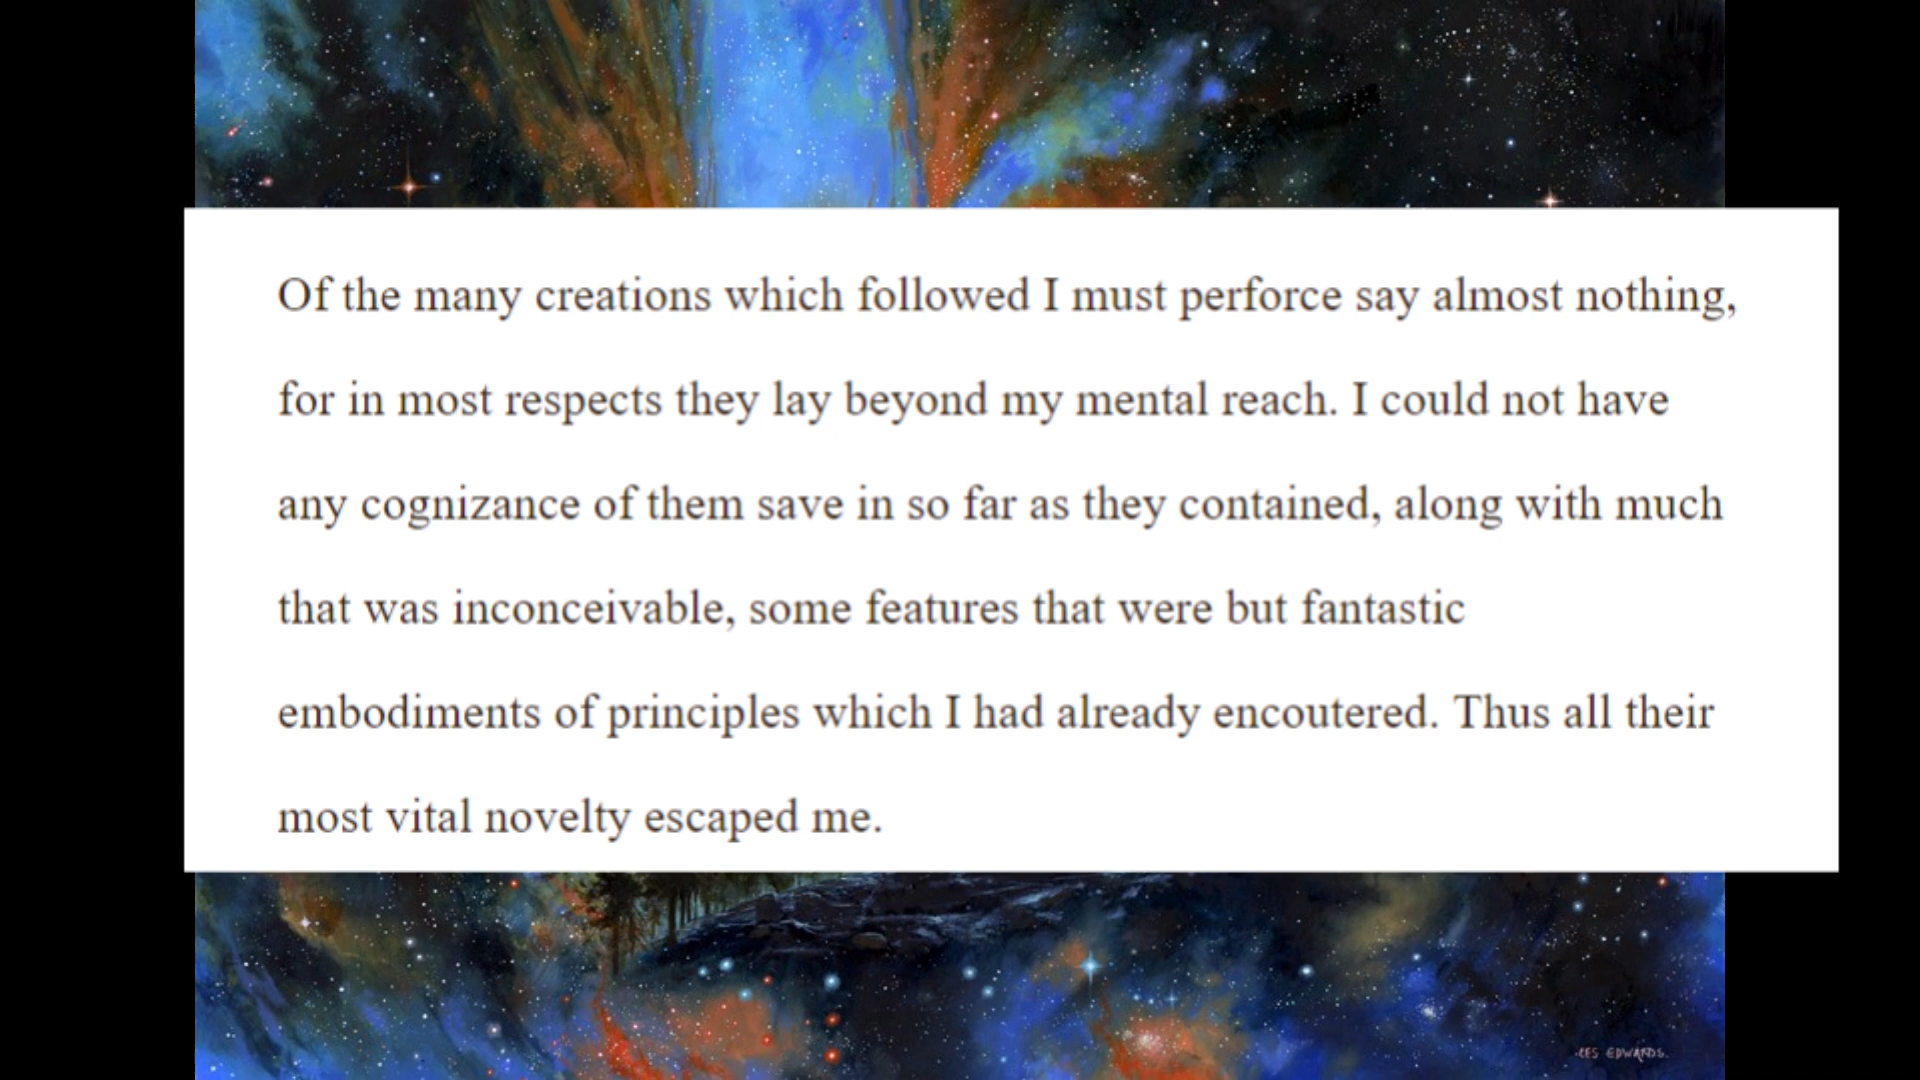 Of the many creations which followed I must perforce say almost nothing,
for in most respects they lay beyond my mental reach. I could not have
any cognizance of them save in so far as they contained, along with much
that was inconceivable, some features that were but fantastic
embodiments of principles which I had already encoutered. Thus all their
most vital novelty escaped me.
LES EDWARDS.